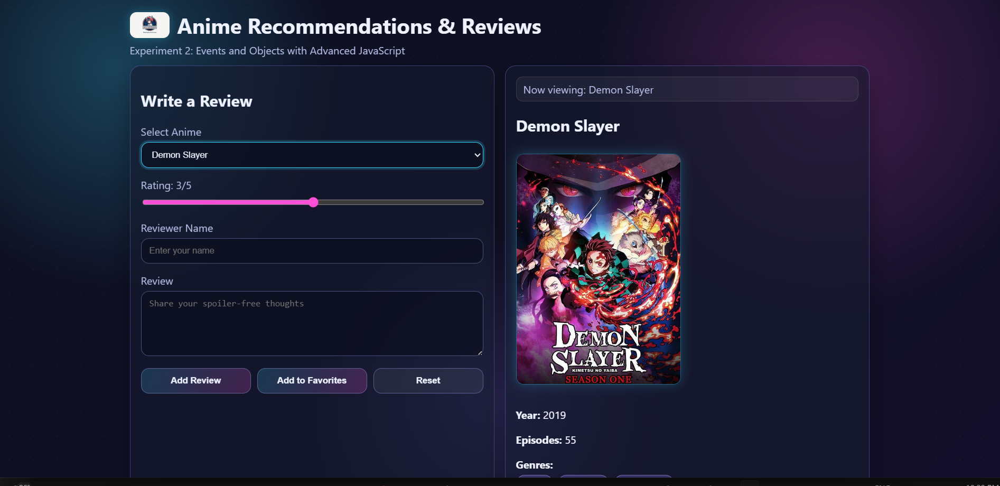 Anime Recommendations & Reviews
Experiment 2: Events and Objects with Advanced JavaScript
Write a Review
Select Anime
Demon Slayer
Rating: 3/5
Reviewer Name
Enter your name
Review
Share your spoiler-free thoughts
Add Review
Add to Favorites
Reset
Now viewing: Demon Slayer
Demon Slayer
DEMON
SLAYER
KIMETSU NO YAIBA
SEASON ONE
Year: 2019
Episodes: 55
Genres: